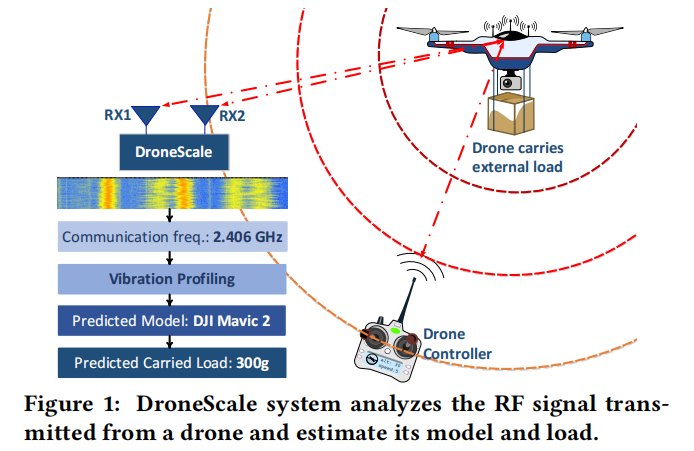 RX1
RX2
DroneScale
Drone carries
external load
Communication freq.: 2.406 GHz
Vibration Profiling
Predicted Model: DJI Mavic 2
Predicted Carried Load: 300g
Drone
Controller
Figure 1: DroneScale system analyzes the RF signal trans-
mitted from a drone and estimate its model and load.